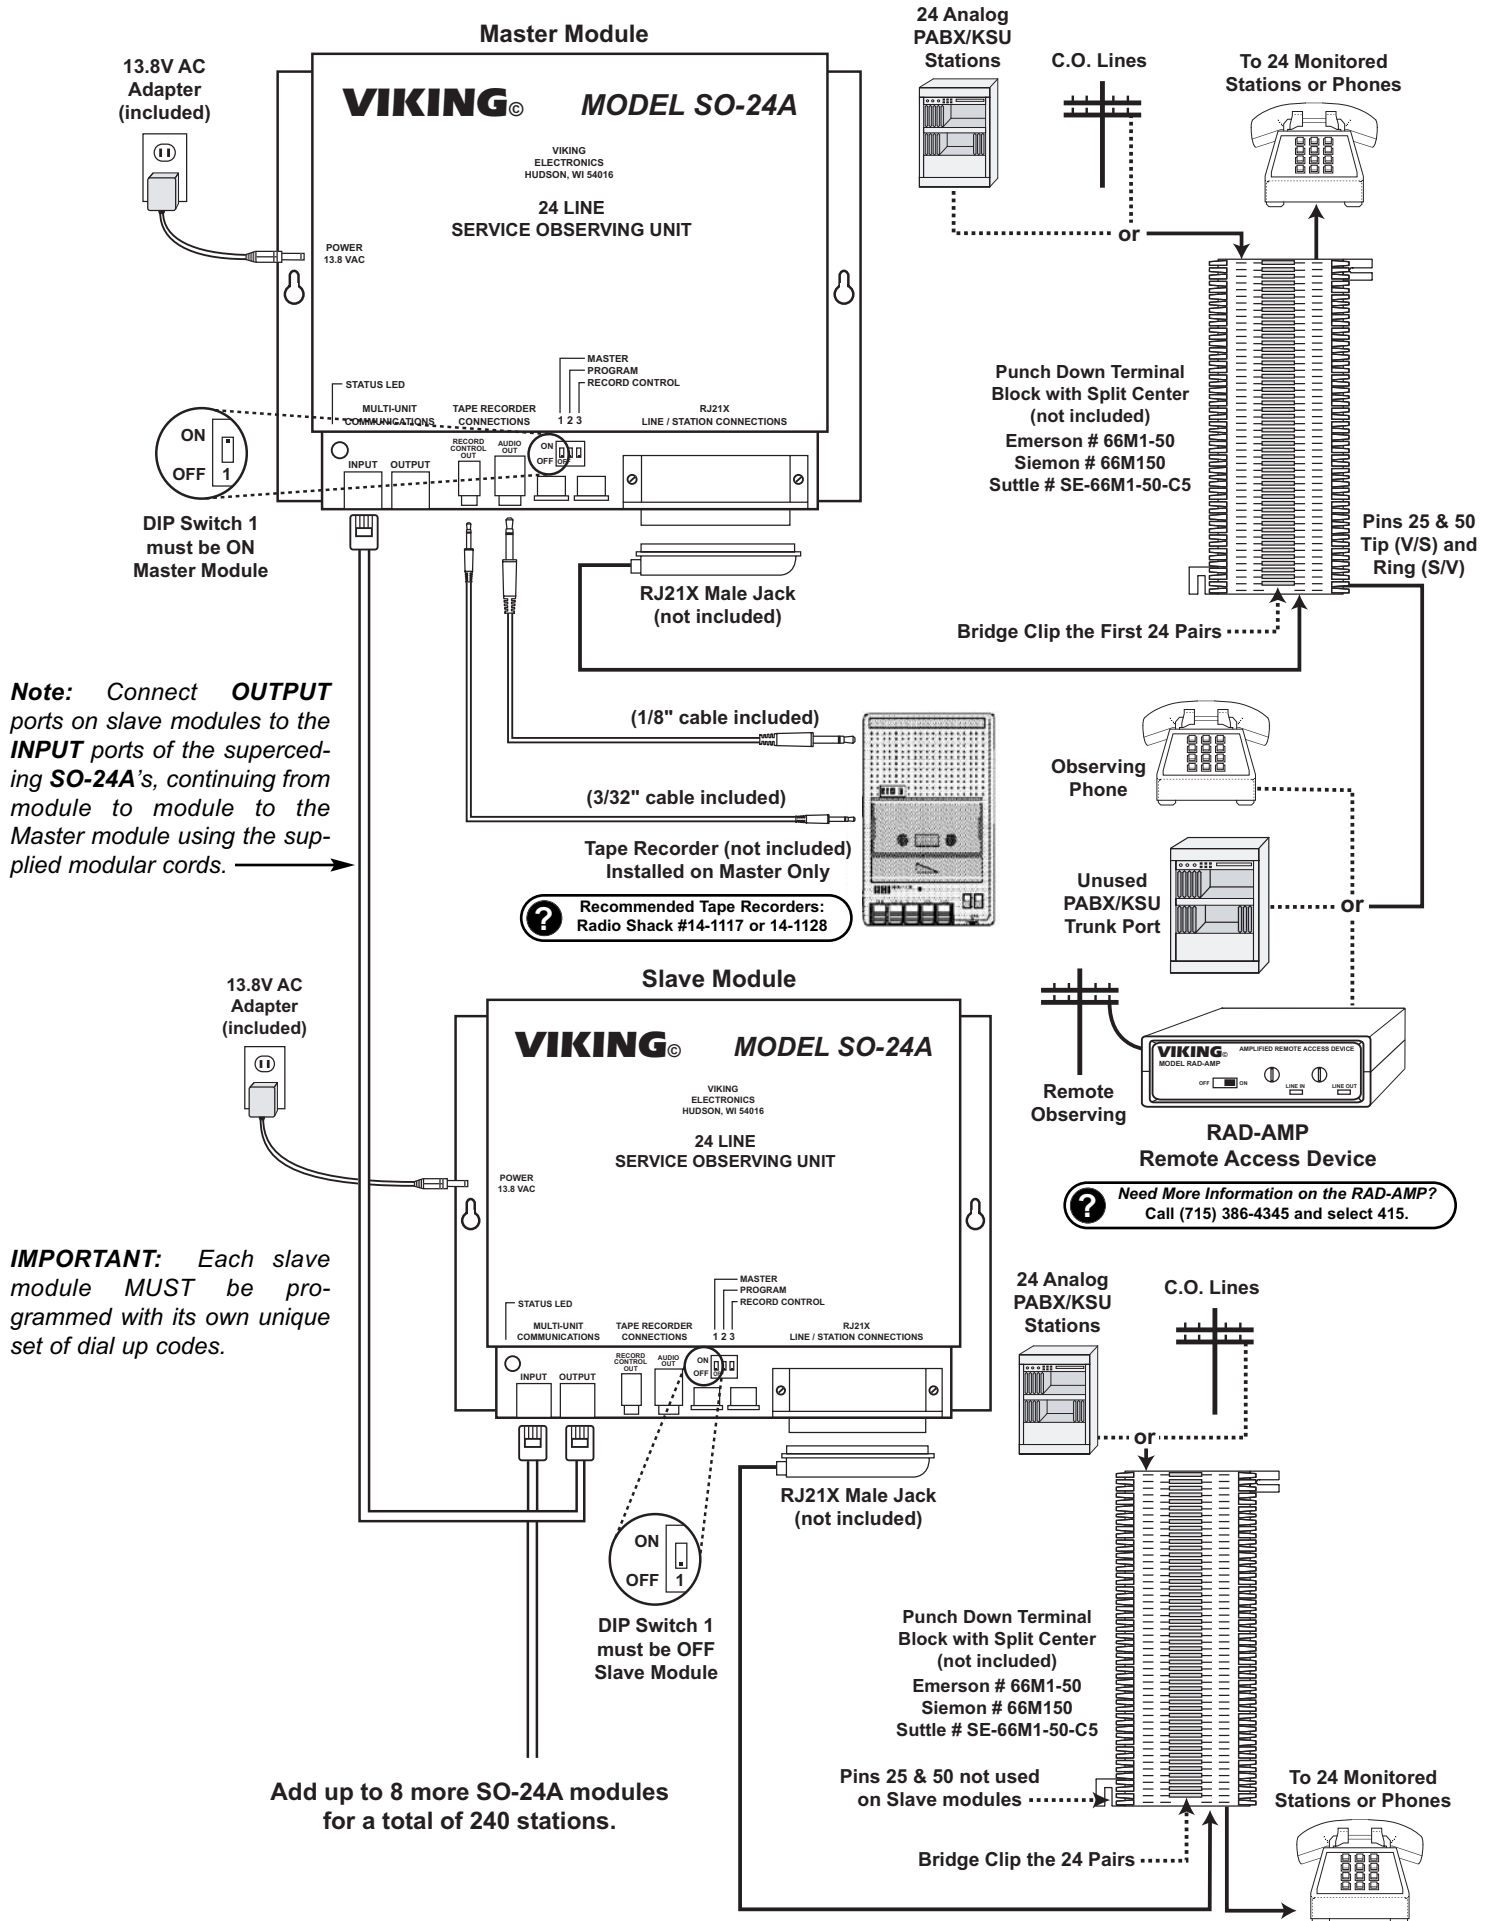 Master Module
13.8V AC
Adapter
(included)
VIKING©
MODEL SO-24A
VIKING
ELECTRONICS
HUDSON, WI 54016
24 LINE
SERVICE OBSERVING UNIT
POWER
13.8 VAC
MASTER
PROGRAM
RECORD CONTROL
STATUS LED
MULTI-UNIT
COMMUNICATIONS
TAPE RECORDER
CONNECTIONS
1 2 3
RJ21X
LINE / STATION CONNECTIONS
INPUT
OUTPUT
RECORD
CONTROL
OUT
AUDIO
OUT
ON
OFF
OFF
ON
OFF
1
DIP Switch 1
must be ON
Master Module
RJ21X Male Jack
(not included)
24 Analog
PABX/KSU
Stations
C.O. Lines
To 24 Monitored
Stations or Phones
or
Punch Down Terminal
Block with Split Center
(not included)
Emerson # 66M1-50
Siemon # 66M150
Suttle # SE-66M1-50-C5
Pins 25 & 50
Tip (V/S) and
Ring (S/V)
Bridge Clip the First 24 Pairs
Note: Connect OUTPUT
ports on slave modules to the
INPUT ports of the superced-
ing SO-24A's, continuing from
module to module to the
Master module using the sup-
plied modular cords.
(1/8" cable included)
(3/32" cable included)
Tape Recorder (not included)
Installed on Master Only
?
Recommended Tape Recorders:
Radio Shack #14-1117 or 14-1128
Observing
Phone
Unused
PABX/KSU
Trunk Port
or
Remote
Observing
VIKING©
MODEL RAD-AMP
AMPLIFIED REMOTE ACCESS DEVICE
OFF
ON
LINE IN
LINE OUT
RAD-AMP
Remote Access Device
?
Need More Information on the RAD-AMP?
Call (715) 386-4345 and select 415.
Slave Module
13.8V AC
Adapter
(included)
VIKING©
MODEL SO-24A
VIKING
ELECTRONICS
HUDSON, WI 54016
24 LINE
SERVICE OBSERVING UNIT
POWER
13.8 VAC
MASTER
PROGRAM
RECORD CONTROL
STATUS LED
MULTI-UNIT
COMMUNICATIONS
TAPE RECORDER
CONNECTIONS
1 2 3
RJ21X
LINE / STATION CONNECTIONS
INPUT
OUTPUT
RECORD
CONTROL
OUT
AUDIO
OUT
ON
OFF
IMPORTANT: Each slave
module MUST be pro-
grammed with its own unique
set of dial up codes.
RJ21X Male Jack
(not included)
ON
OFF
1
DIP Switch 1
must be OFF
Slave Module
24 Analog
PABX/KSU
Stations
C.O. Lines
or
Punch Down Terminal
Block with Split Center
(not included)
Emerson # 66M1-50
Siemon # 66M150
Suttle # SE-66M1-50-C5
Pins 25 & 50 not used
on Slave modules
To 24 Monitored
Stations or Phones
Bridge Clip the 24 Pairs
Add up to 8 more SO-24A modules
for a total of 240 stations.